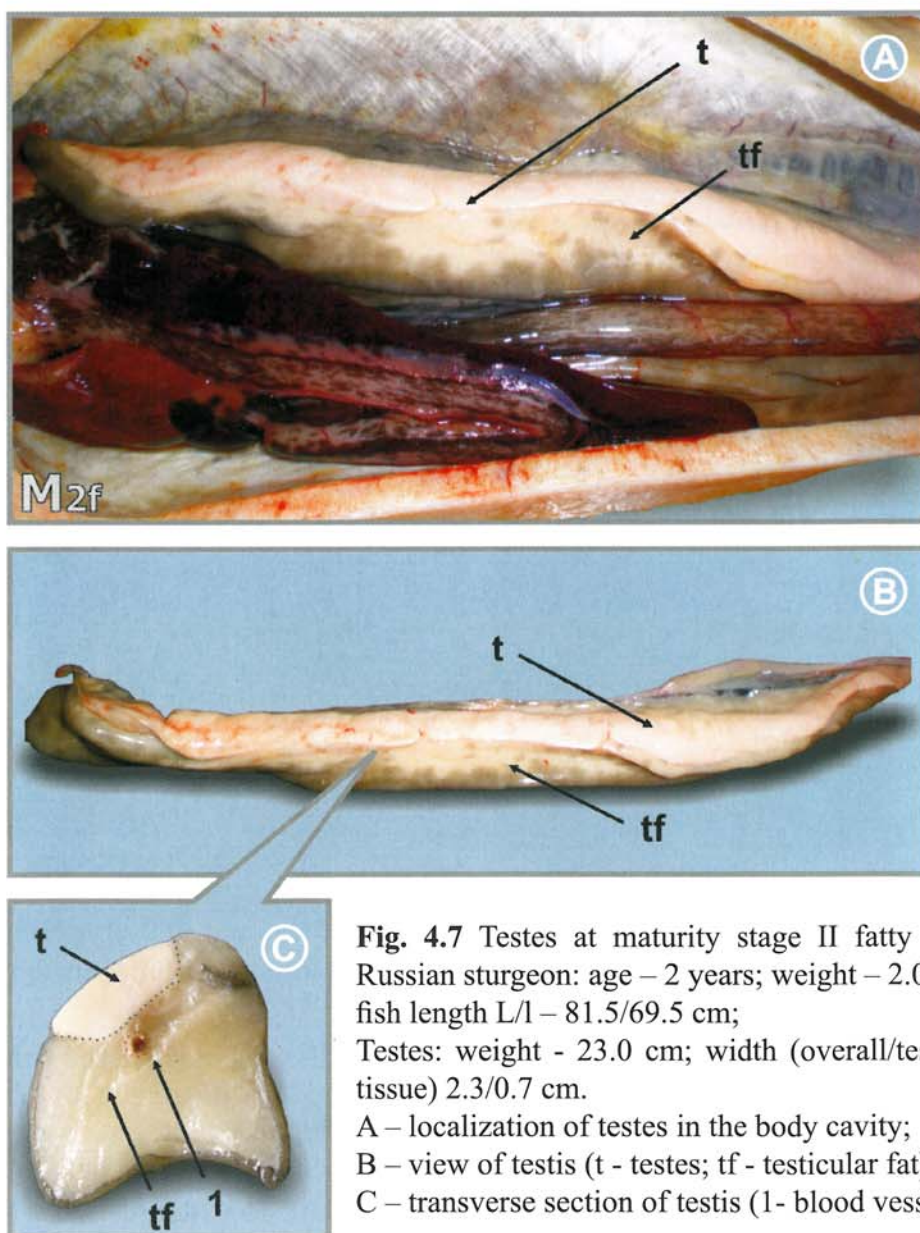 A
t
tf
M2f
B
t
tf
C
t
tf
1
Fig. 4.7 Testes at maturity stage II fatty
Russian sturgeon: age – 2 years; weight – 2.0
fish length L/l – 81.5/69.5 cm;
Testes: weight - 23.0 cm; width (overall/te
tissue) 2.3/0.7 cm.
A – localization of testes in the body cavity;
B – view of testis (t - testes; tf - testicular fat
C – transverse section of testis (1- blood vess